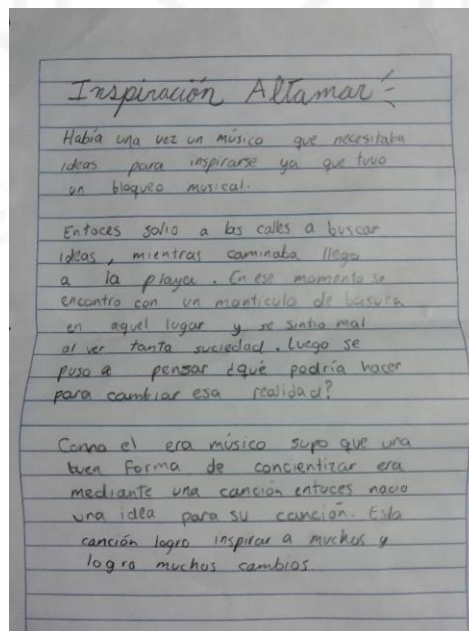 Inspiración Altamar
Había una vez un músico que necesitaba
ideas para inspirarse ya que tuvo
un bloqueo musical.
Entoces salio a las calles a buscar
ideas, mientras caminaba llego
a la playa. En ese momento se
encontro con un monticulo de basura
en aquel lugar y se sintio mal
al ver tanta suciedad. Luego se
puso a pensar ¿qué podría hacer
para cambiar esa realidad?
Como el era músico supo que una
buen forma de concientizar era
mediante una canción entoces nacio
una idea para su canción. Esta
canción logro inspirar a muchos y
logro muchos cambios.